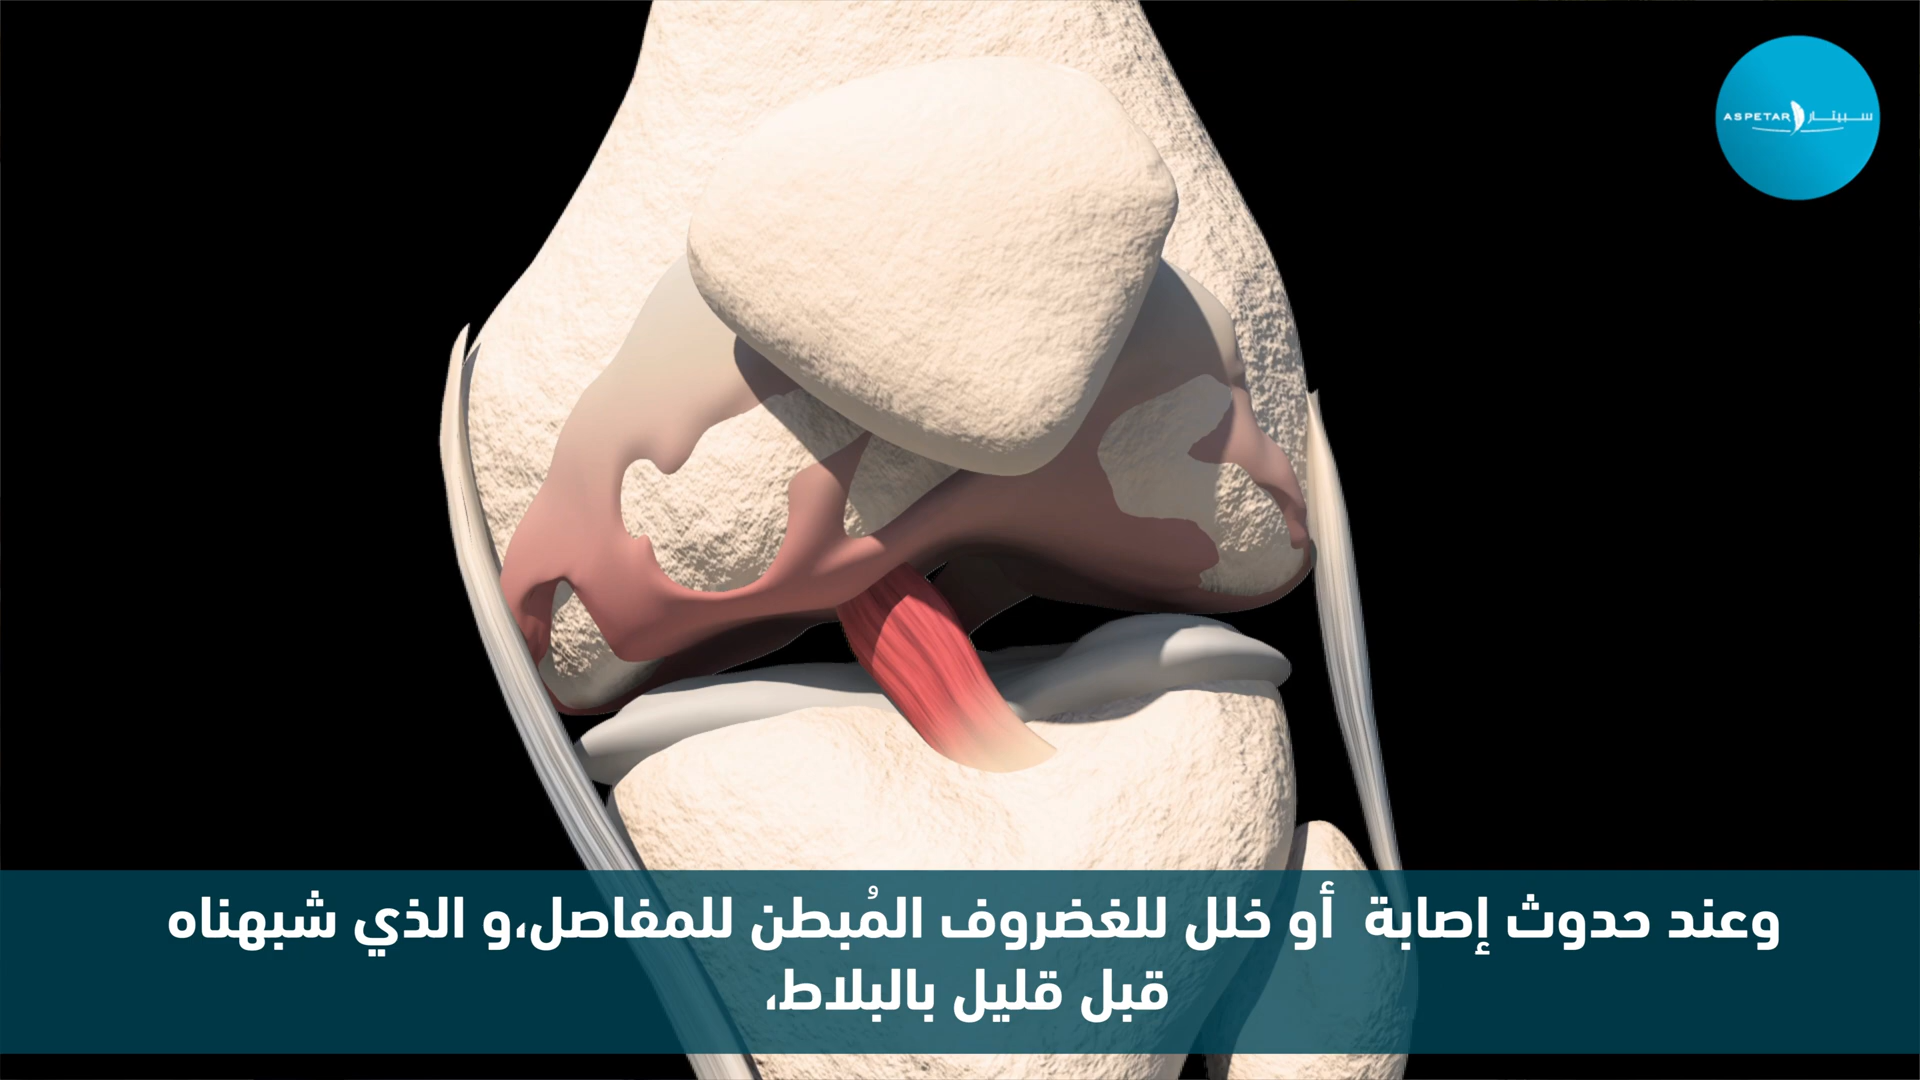 ASPETAR سبيتار
وعند حدوث إصابة أو خلل للغضروف المُبطن للمفاصل،و الذي شبهناه
قبل قليل بالبلاط،